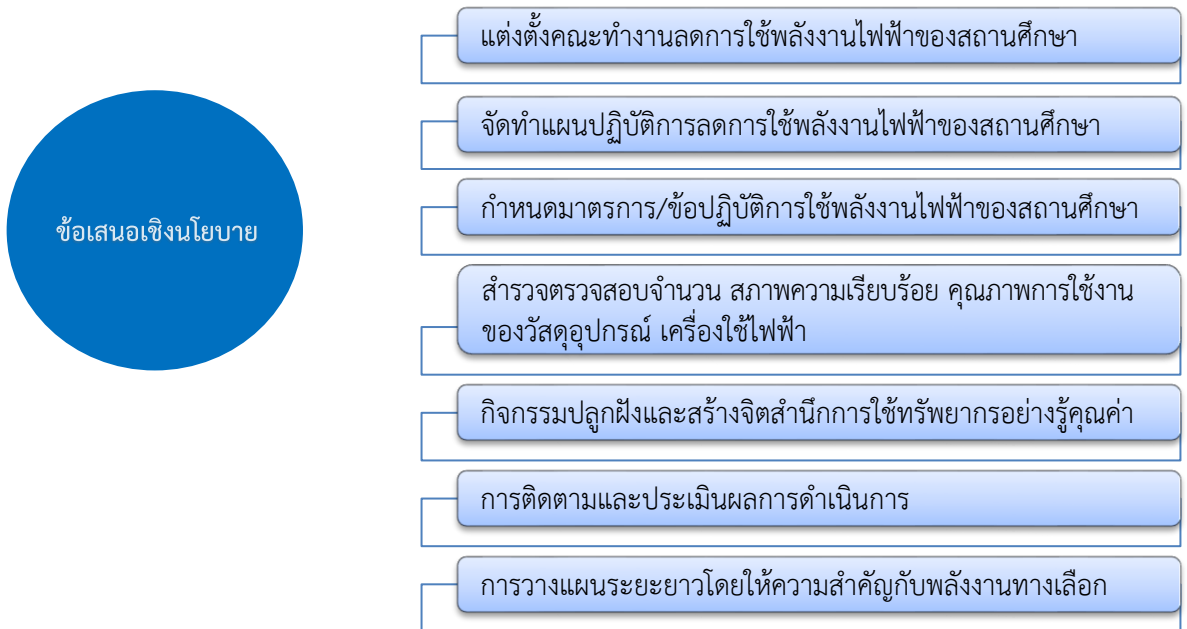 ข้อเสนอเชิงนโยบาย
แต่งตั้งคณะทำงานลดการใช้พลังงานไฟฟ้าของสถานศึกษา
จัดทำแผนปฏิบัติการลดการใช้พลังงานไฟฟ้าของสถานศึกษา
กำหนดมาตรการ/ข้อปฏิบัติการใช้พลังงานไฟฟ้าของสถานศึกษา
สำรวจตรวจสอบจำนวน สภาพความเรียบร้อย คุณภาพการใช้งาน
ของวัสดุอุปกรณ์ เครื่องใช้ไฟฟ้า
กิจกรรมปลูกฝังและสร้างจิตสำนึกการใช้ทรัพยากรอย่างรู้คุณค่า
การติดตามและประเมินผลการดำเนินการ
การวางแผนระยะยาวโดยให้ความสำคัญกับพลังงานทางเลือก